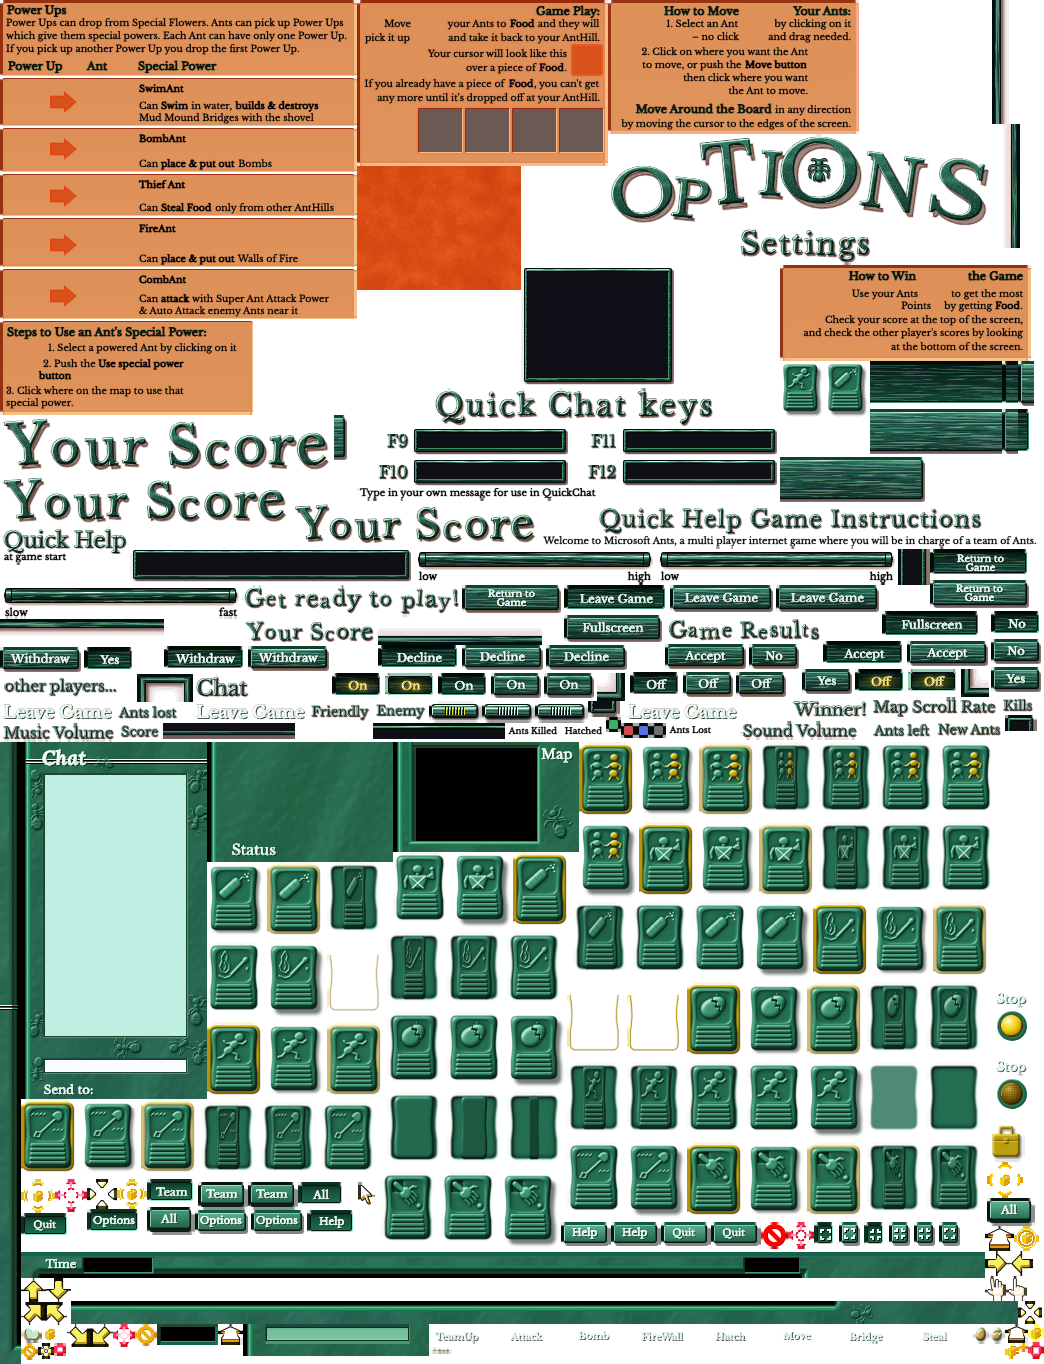 Power Ups
Power Ups can drop from Special Flowers. Ants can pick up Power Ups
which give them special powers. Each Ant can have only one Power Up.
If you pick up another Power Up you drop the first Power Up.
Power Up Ant Special Power
SwimAnt
Can Swim in water, builds & destroys
Mud Mound Bridges with the shovel
BombAnt
Can place & put out Bombs
Thief Ant
Can Steal Food only from other AntHills
FireAnt
Can place & put out Walls of Fire
CombAnt
Can attack with Super Ant Attack Power
& Auto Attack enemy Ants near it
Steps to Use an Ant's Special Power:
1. Select a powered Ant by clicking on it
2. Push the Use special power
button
3. Click where on the map to use that
special power.
Game Play:
Move your Ants to Food and they will
pick it up and take it back to your AntHill.
Your cursor will look like this
over a piece of Food.
If you already have a piece of Food, you can't get
any more until it's dropped off at your AntHill.
How to Move Your Ants:
1. Select an Ant by clicking on it
– no click and drag needed.
2. Click on where you want the Ant
to move, or push the Move button
then click where you want
the Ant to move.
Move Around the Board in any direction
by moving the cursor to the edges of the screen.
OPTIONS
Settings
How to Win the Game
Use your Ants to get the most
Points by getting Food.
Check your score at the top of the screen,
and check the other player's scores by looking
at the bottom of the screen.
Quick Chat keys
F9 F11
F10 F12
Type in your own message for use in QuickChat
Your Score!
Your Score
Your Score
Quick Help Game Instructions
Welcome to Microsoft Ants, a multi player internet game where you will be in charge of a team of Ants.
Quick Help
at game start
low high low high
Return to
Game
Return to
Game
slow fast
Get ready to play!
Return to
Game
Leave Game Leave Game Leave Game
Your Score
Fullscreen
Game Results
Fullscreen No
Withdraw Yes Withdraw Withdraw
Decline Decline Decline
Accept No Accept Accept No
other players...
Chat
On On On On On
Off Off Off
Yes Off Off Yes
Leave Game Ants lost Leave Game Friendly Enemy
Leave Game Winner! Map Scroll Rate Kills
Music Volume Score
Ants Killed Hatched Ants Lost
Sound Volume Ants left New Ants
Chat
Map
Status
Stop
Stop
Send to:
Team Team Team All
Quit Options All Options Options Help
Help Help Quit Quit
All
Time
TeamUp Attack Bomb FireWall Hatch Move Bridge Steal